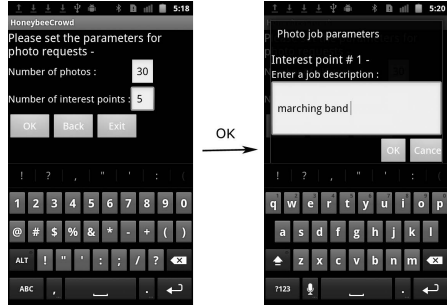 5:18
HoneybeeCrowd
Please set the parameters for
photo requests -
Number of photos : 30
Number of interest points : 5
OK Back Exit
! ? , " ' : (
1 2 3 4 5 6 7 8 9 0
@ # $ % & * - + ( )
ALT ! " ' : ; / ?
ABC , .
OK
5:20
Photo job parameters
Interest point # 1 -
Enter a job description :
marching band
OK Cance
! ? , " ' : (
q w e r t y u i o p
a s d f g h j k l
z x c v b n m
?123 .